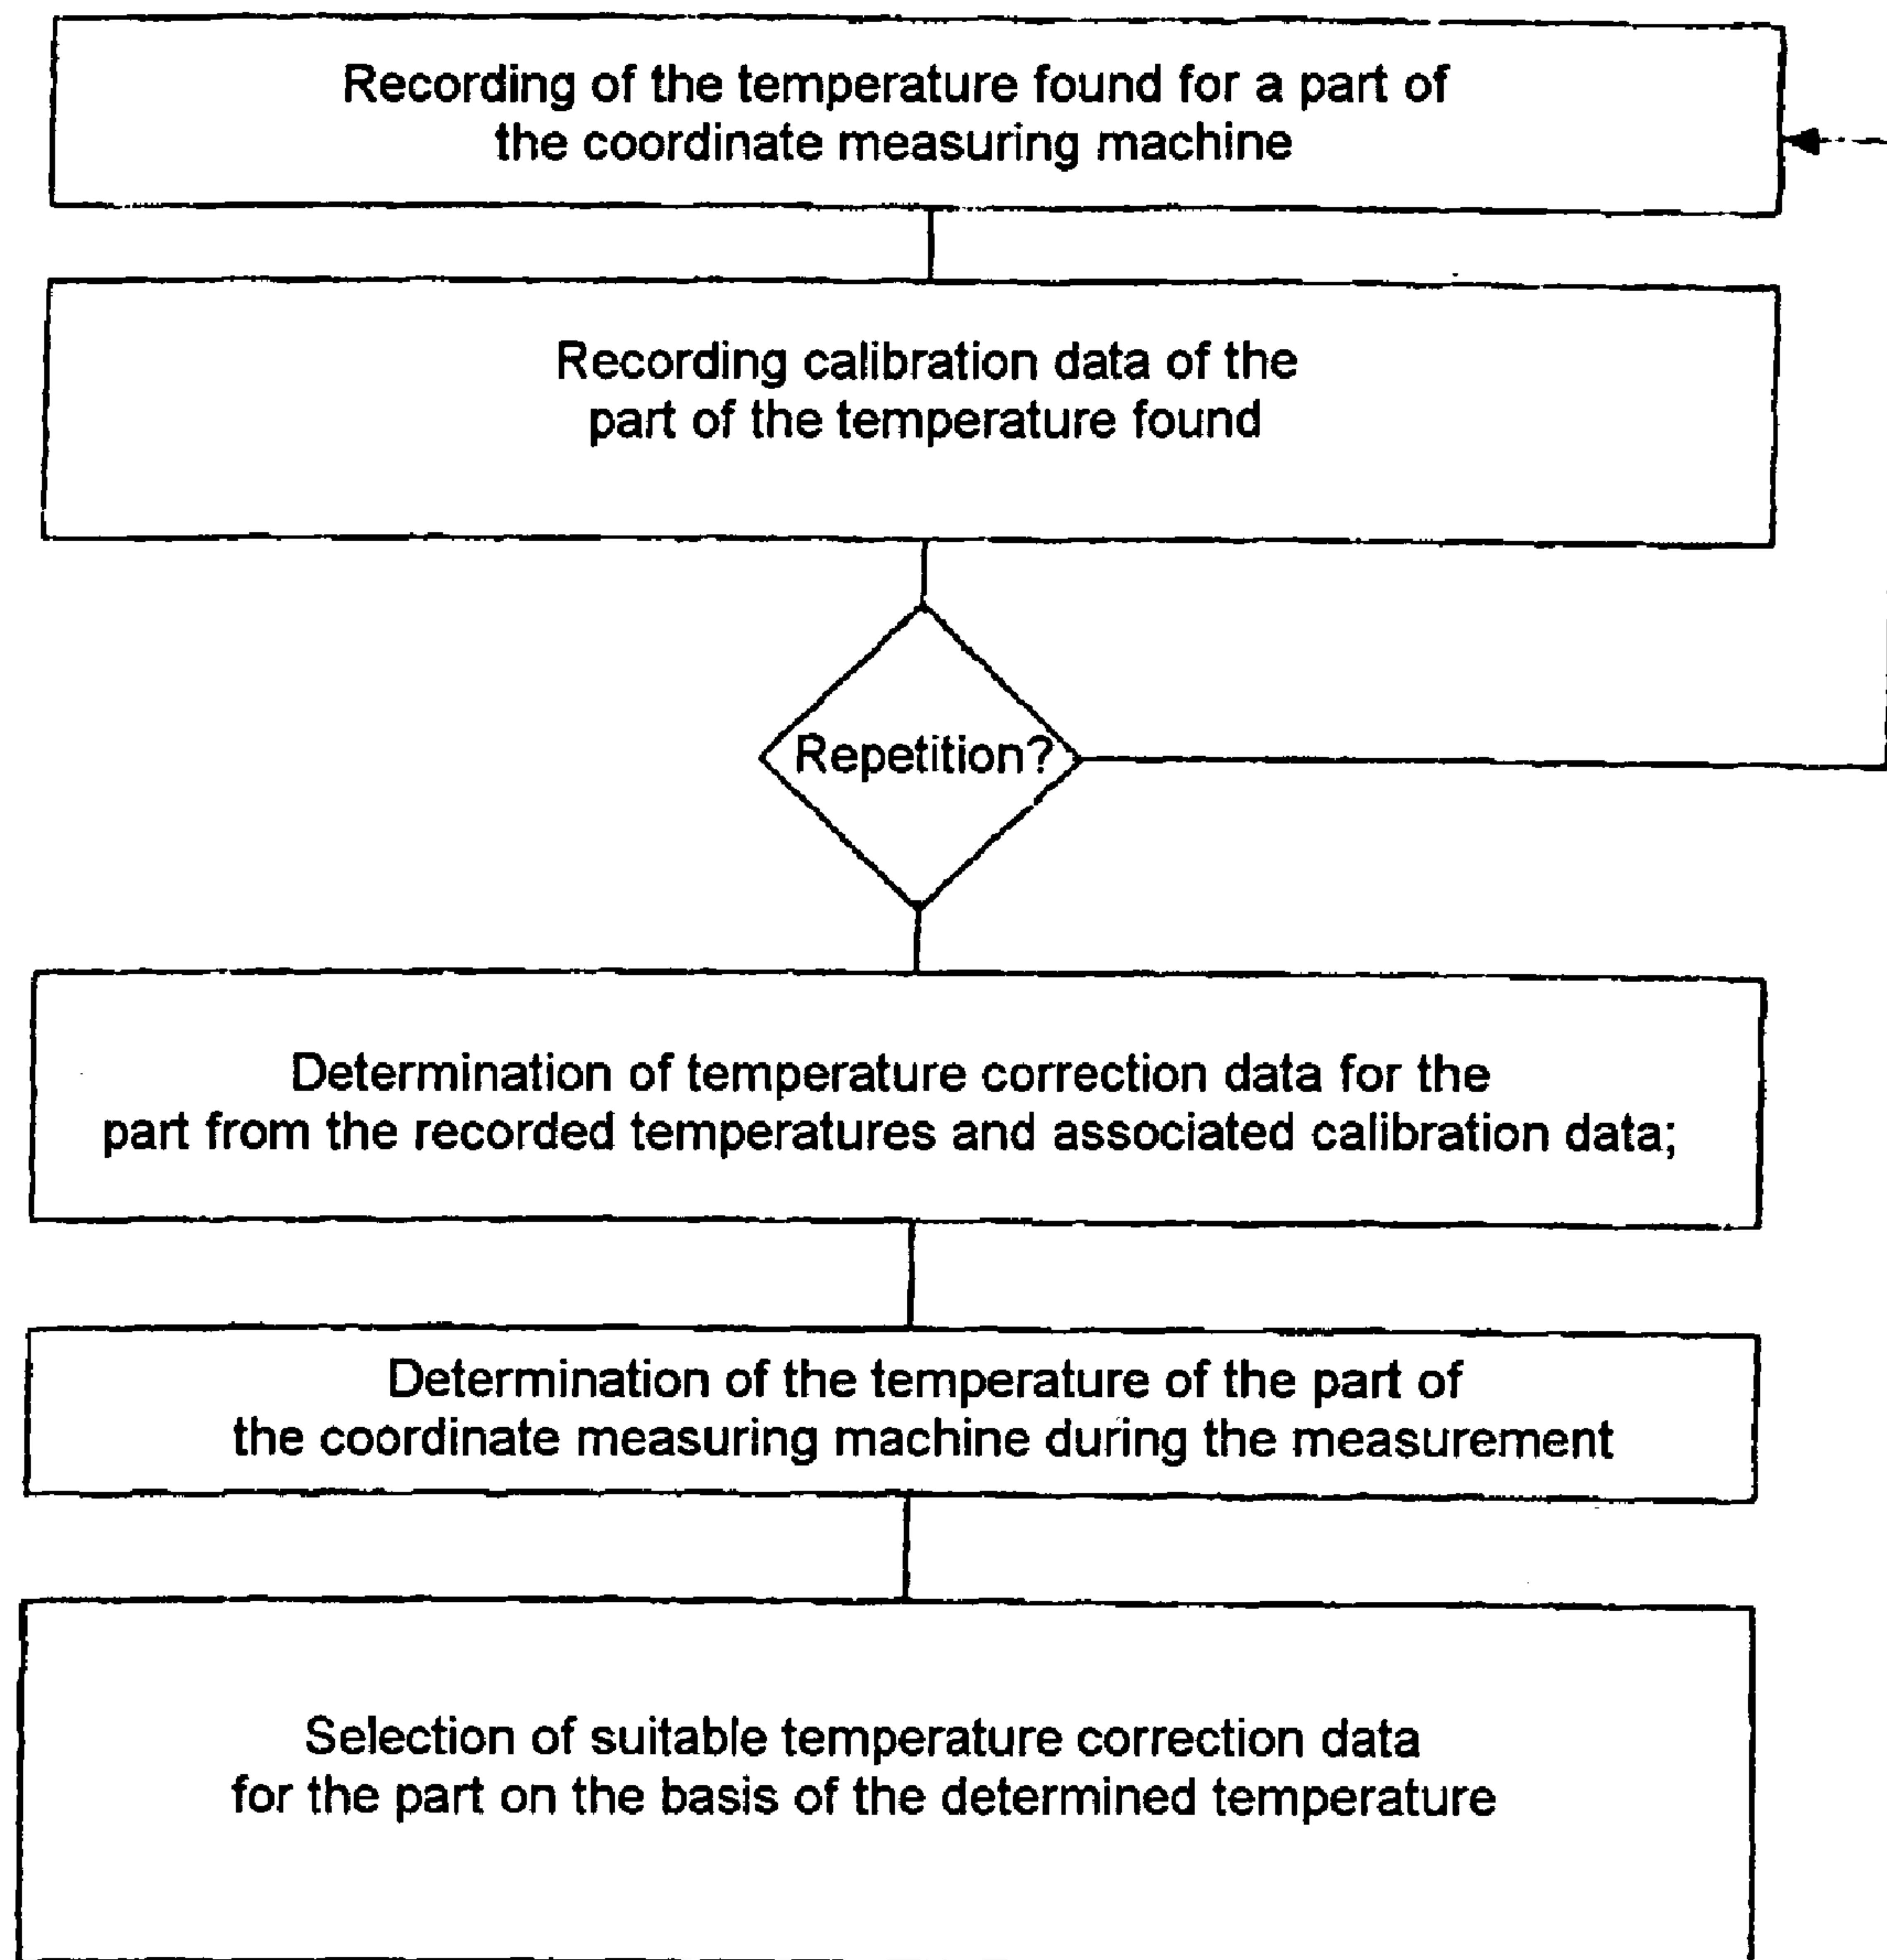 Recording of the temperature found for a part of
the coordinate measuring machine
Recording calibration data of the
part of the temperature found
Repetition?
Determination of temperature correction data for the
part from the recorded temperatures and associated calibration data;
Determination of the temperature of the part of
the coordinate measuring machine during the measurement
Selection of suitable temperature correction data
for the part on the basis of the determined temperature